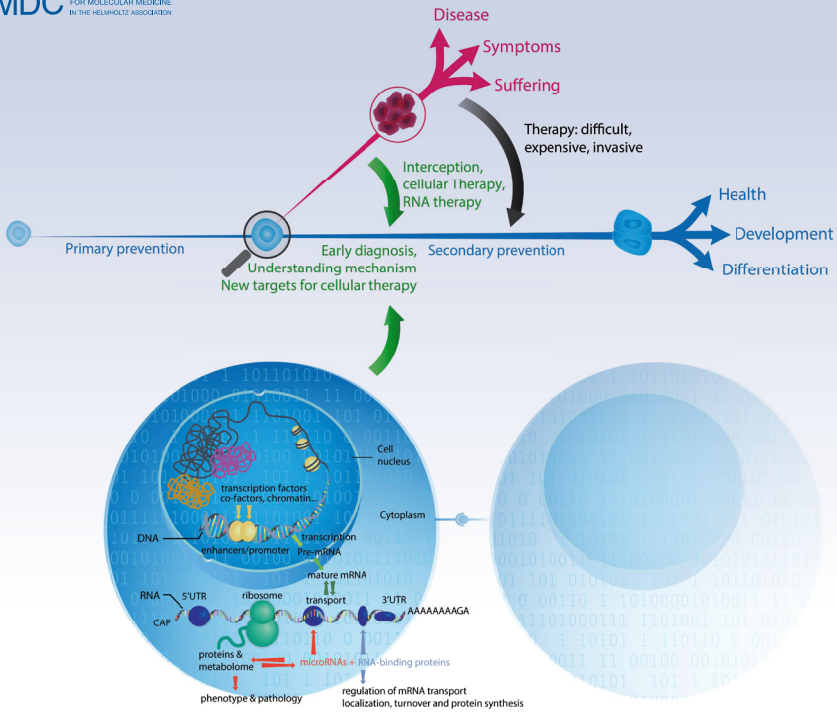 MDC
FOR MOLECULAR MEDICINE
IN THE HELMHOLTZ ASSOCIATION
Disease
Symptoms
Suffering
Therapy: difficult,
expensive, invasive
Interception,
cellular Therapy,
RNA therapy
Health
Development
Differentiation
Primary prevention
Early diagnosis,
Understanding mechanism
New targets for cellular therapy
Secondary prevention
Cell
nucleus
transcription factors
co-factors, chromatin...
Cytoplasm
DNA
enhancers/promoter
transcription
Pre-mRNA
mature mRNA
RNA
5'UTR
ribosome
transport
3'UTR
CAP
AAAAAAAAGA
proteins &
metabolome
microRNAs + RNA-binding proteins
phenotype & pathology
regulation of mRNA transport
localization, turnover and protein synthesis